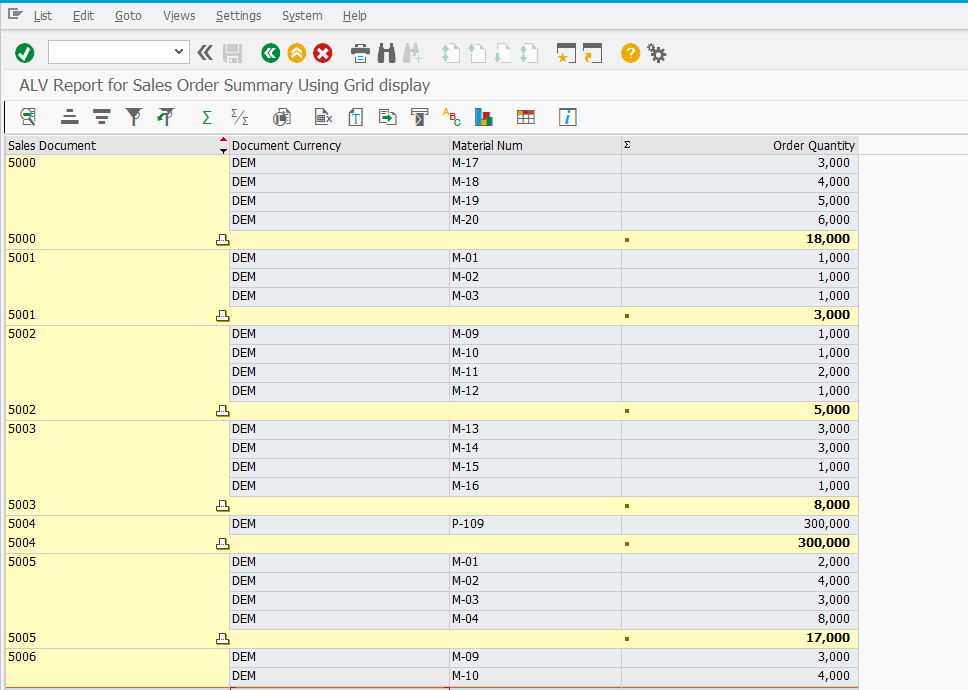 List Edit Goto Views Settings System Help
ALV Report for Sales Order Summary Using Grid display
Sales Document Document Currency Material Num Σ Order Quantity
5000 DEM M-17 3,000
DEM M-18 4,000
DEM M-19 5,000
DEM M-20 6,000
5000 18,000
5001 DEM M-01 1,000
DEM M-02 1,000
DEM M-03 1,000
5001 3,000
5002 DEM M-09 1,000
DEM M-10 1,000
DEM M-11 2,000
DEM M-12 1,000
5002 5,000
5003 DEM M-13 3,000
DEM M-14 3,000
DEM M-15 1,000
DEM M-16 1,000
5003 8,000
5004 DEM P-109 300,000
5004 300,000
5005 DEM M-01 2,000
DEM M-02 4,000
DEM M-03 3,000
DEM M-04 8,000
5005 17,000
5006 DEM M-09 3,000
DEM M-10 4,000